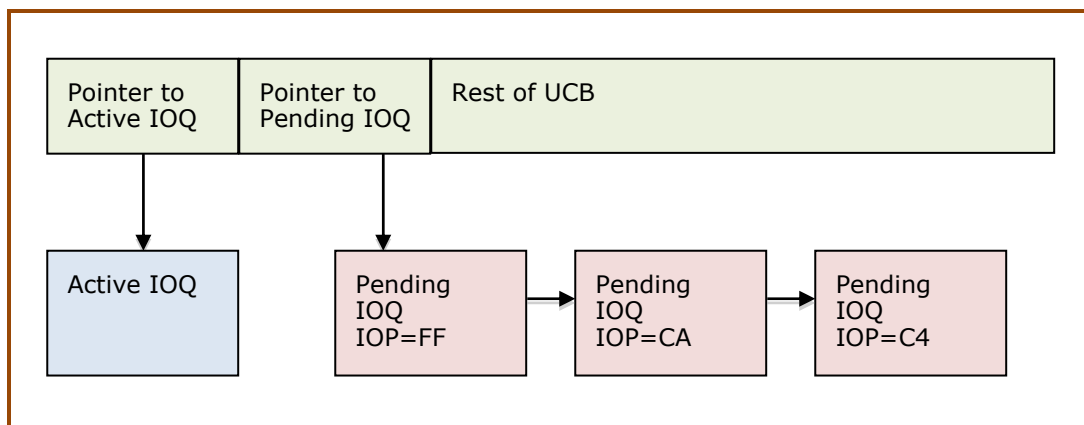 Pointer to
Active IOQ
Pointer to
Pending IOQ
Rest of UCB
Active IOQ
Pending
IOQ
IOP=FF
Pending
IOQ
IOP=CA
Pending
IOQ
IOP=C4